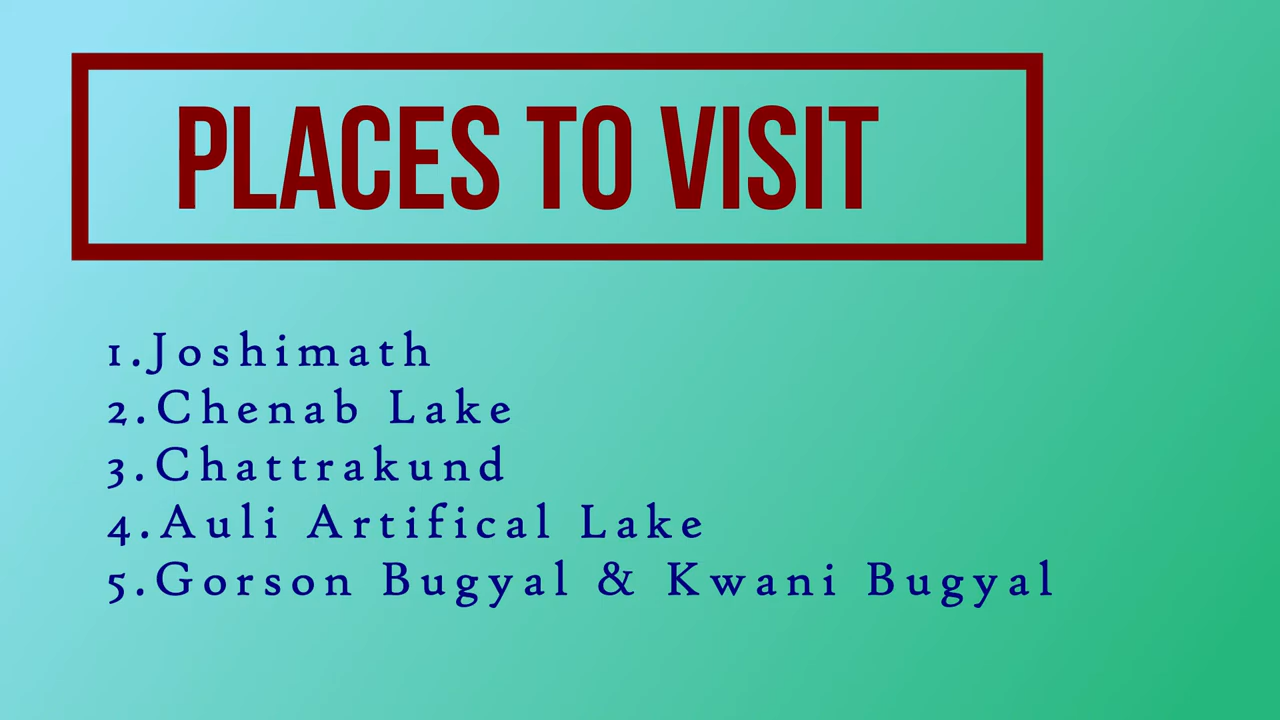 PLACES TO VISIT
1.Joshimath
2.Chenab Lake
3.Chattrakund
4.Auli Artifical Lake
5.Gorson Bugyal & Kwani Bugyal